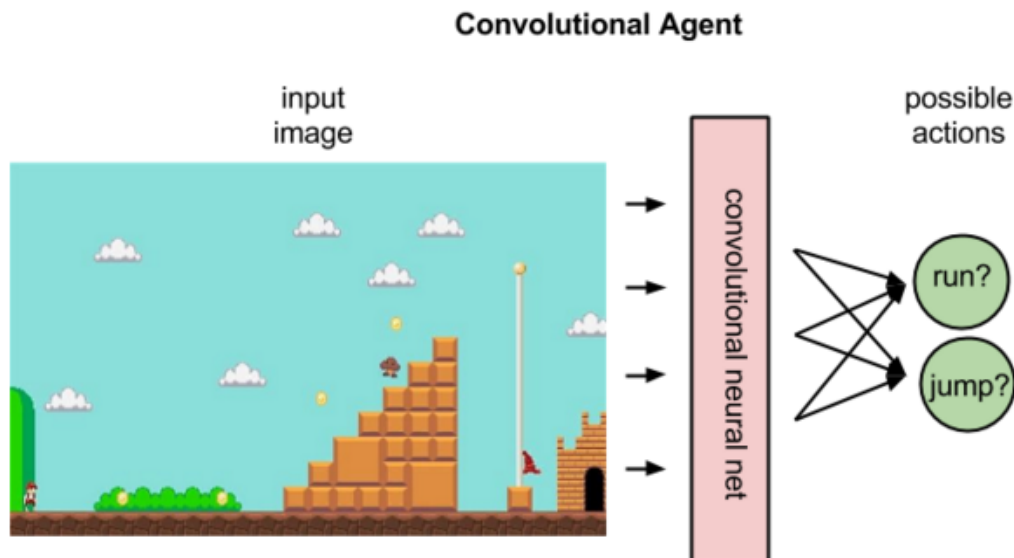 Convolutional Agent
input
image
possible
actions
convolutional neural net
run?
jump?